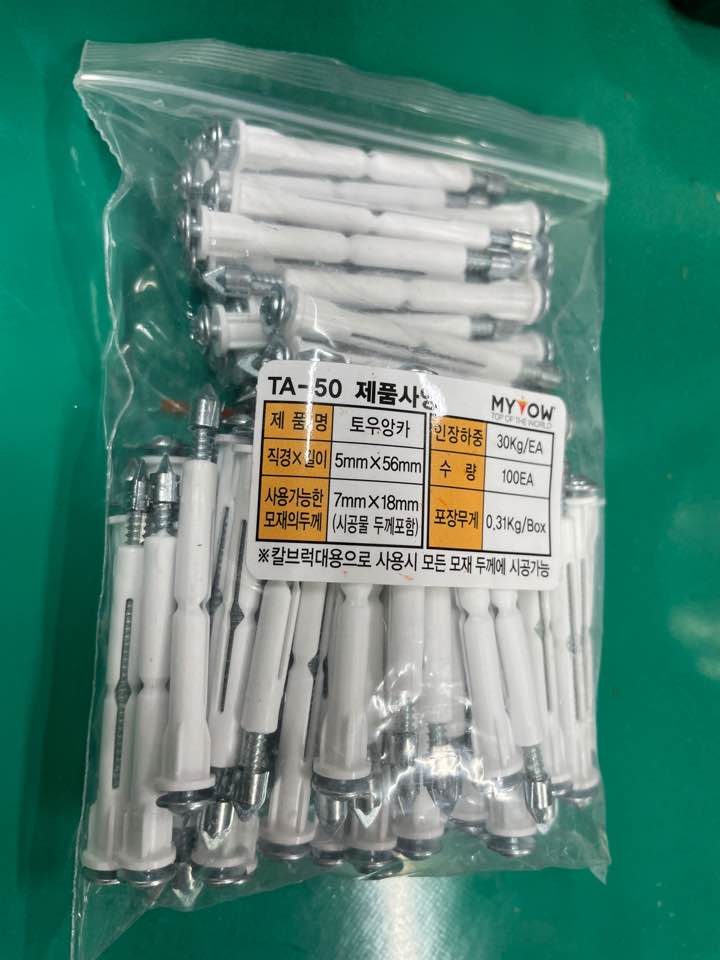 TA-50 제품사양
MYTOW
TOP OF THE WORLD
제 품 명 토우앙카 인장하중 30Kg/EA
직경X길이 5mm×56mm 수 량 100EA
사용가능한 모재의두께 7mm×18mm (시공물 두께포함) 포장무게 0.31Kg/Box
※칼브럭대용으로 사용시 모든 모재 두께에 시공가능